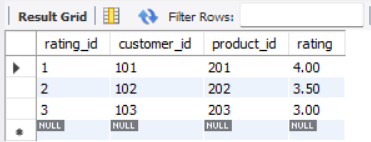 Result Grid Filter Rows:
rating_id customer_id product_id rating
1 101 201 4.00
2 102 202 3.50
3 103 203 3.00
NULL NULL NULL NULL